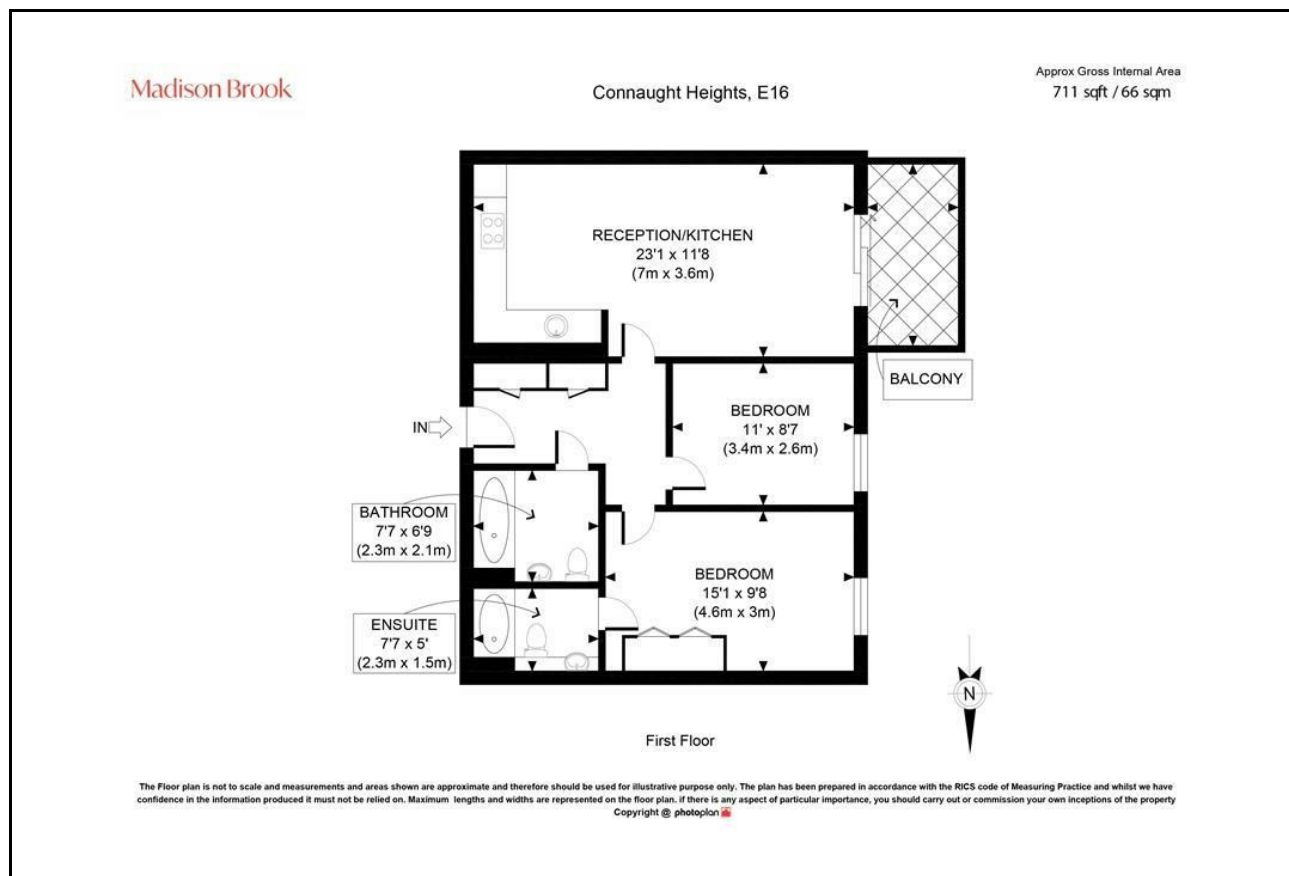 Madison Brook
Connaught Heights, E16
Approx Gross Internal Area
711 sqft / 66 sqm
RECEPTION/KITCHEN
23'1 x 11'8
(7m x 3.6m)
BALCONY
BEDROOM
11' x 8'7
(3.4m x 2.6m)
IN
BATHROOM
7'7 x 6'9
(2.3m x 2.1m)
BEDROOM
15'1 x 9'8
(4.6m x 3m)
ENSUITE
7'7 x 5'
(2.3m x 1.5m)
N
First Floor
The Floor plan is not to scale and measurements and areas shown are approximate and therefore should be used for illustrative purpose only. The plan has been prepared in accordance with the RICS code of Measuring Practice and whilst we have
confidence in the information produced it must not be relied on. Maximum lengths and widths are represented on the floor plan. if there is any aspect of particular importance, you should carry out or commission your own inceptions of the property
Copyright @ photoplan